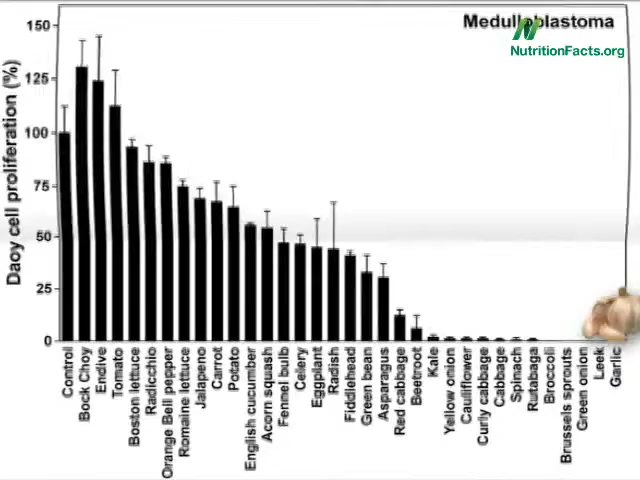 Medulloblastoma
NutritionFacts.org
Daoy cell proliferation (%)
150
125
100
75
50
25
0
Control
Bock Choy
Endive
Tomato
Boston lettuce
Radicchio
Orange Bell pepper
Romaine lettuce
Jalapeno
Carrot
Potato
English cucumber
Acorn squash
Fennel bulb
Celery
Eggplant
Radish
Fiddlehead
Green bean
Asparagus
Red cabbage
Beetroot
Kale
Yellow onion
Cauliflower
Curly cabbage
Cabbage
Spinach
Rutabaga
Broccoli
Brussels sprouts
Green onion
Leek
Garlic